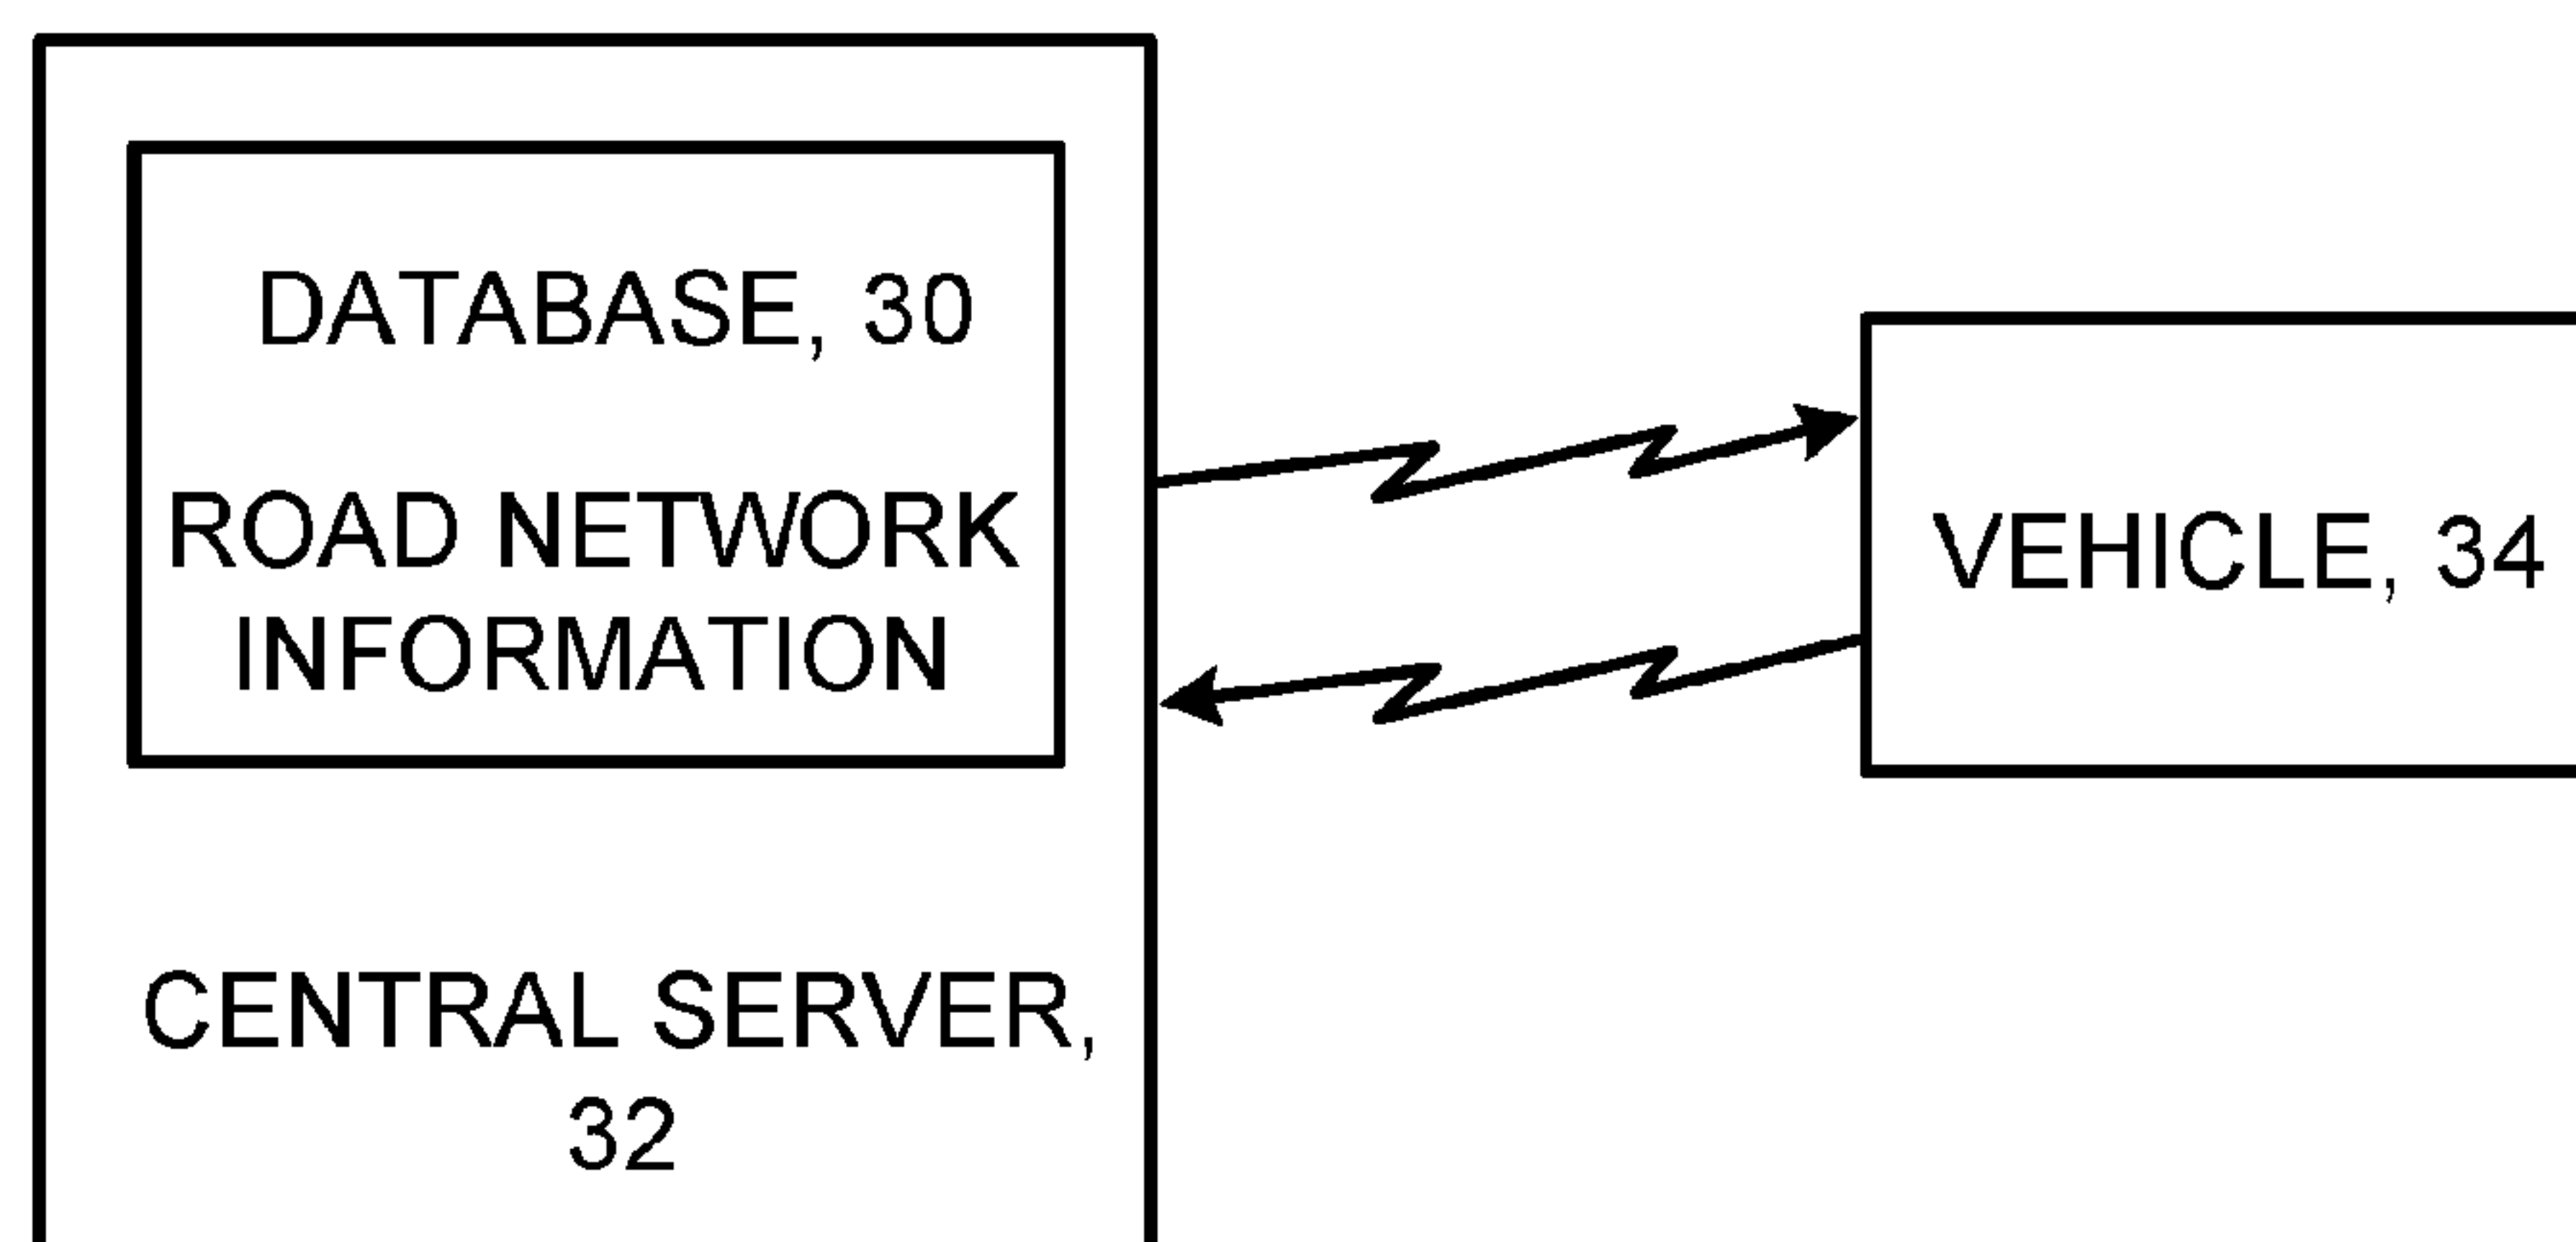 DATABASE, 30
ROAD NETWORK
INFORMATION
CENTRAL SERVER,
32
VEHICLE, 34